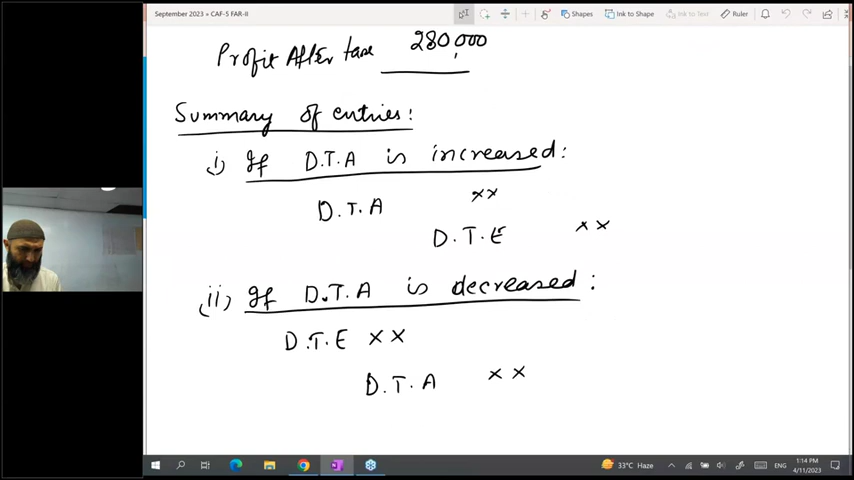 September 2023 » CAF-5 FAR-II
Shapes
Ink to Shape
Ink to Text
Ruler
Profit After taxe 280,000
Summary of entries:
i) If D.T.A is increased:
D.T.A xx
D.T.E xx
ii) If D.T.A is decreased:
D.T.E xx
D.T.A xx
33°C Haze
ENG
1:14 PM
4/11/2023